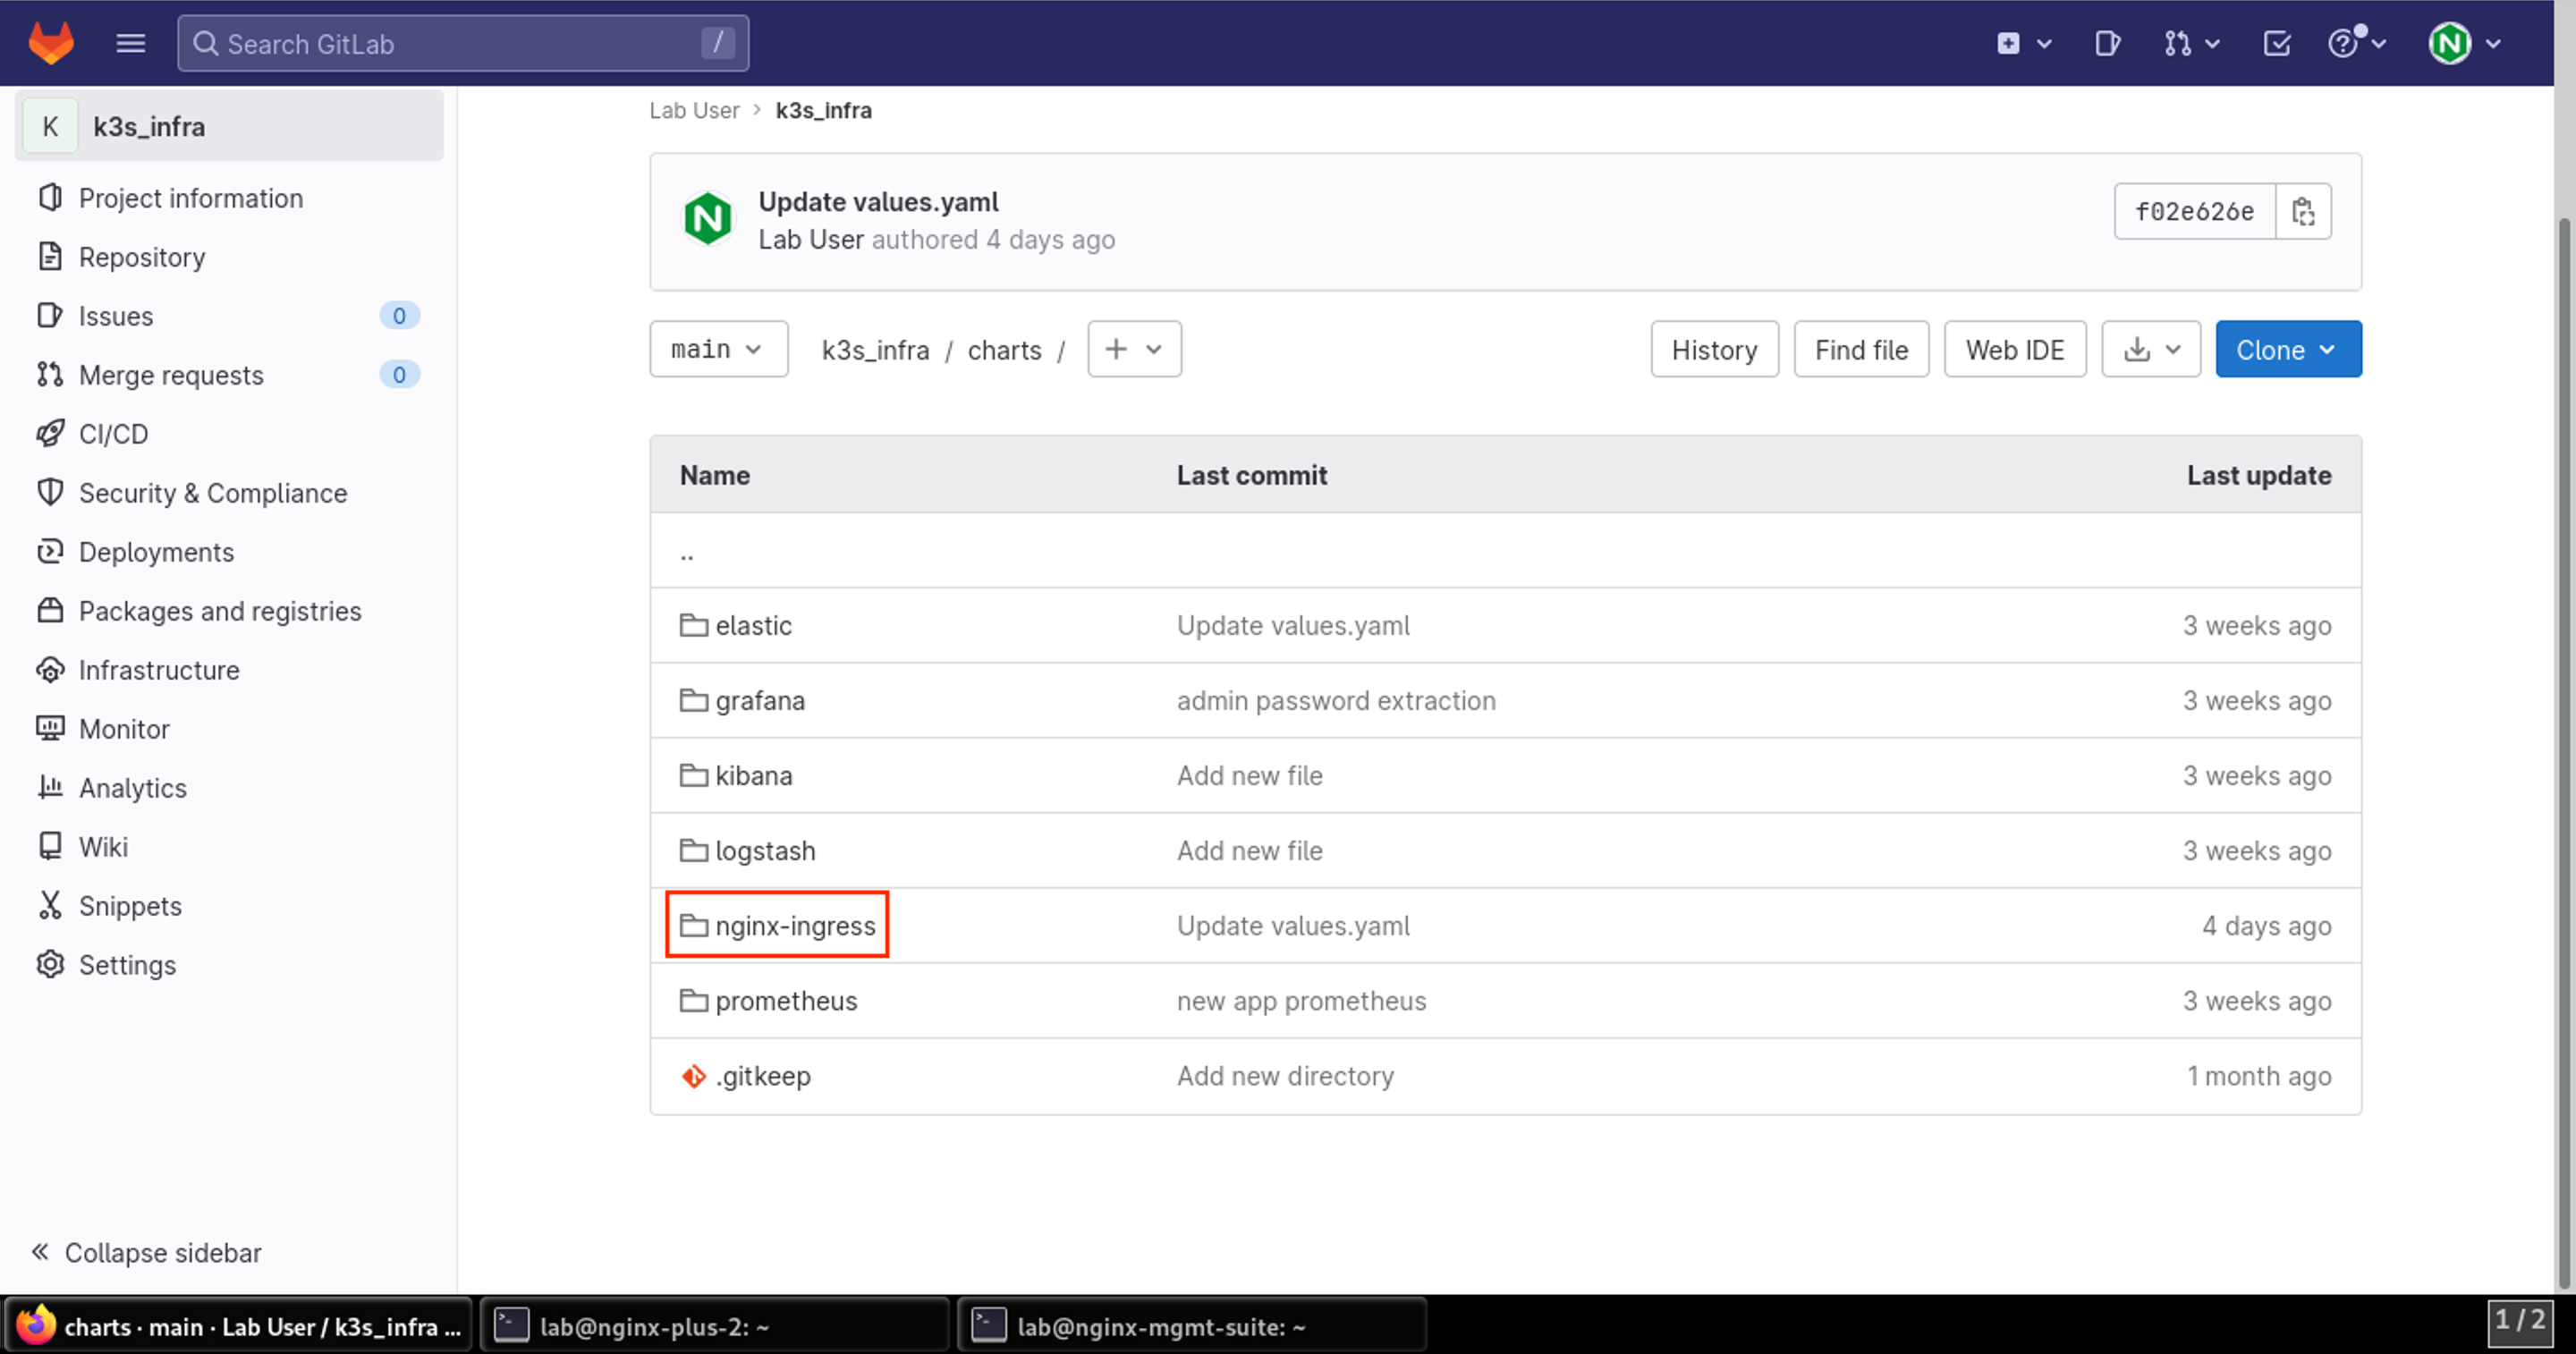 Search GitLab /
K k3s_infra
Project information
Repository
Issues 0
Merge requests 0
CI/CD
Security & Compliance
Deployments
Packages and registries
Infrastructure
Monitor
Analytics
Wiki
Snippets
Settings
« Collapse sidebar
Lab User > k3s_infra
Update values.yaml
Lab User authored 4 days ago
f02e626e
main k3s_infra / charts / + History Find file Web IDE Clone
Name Last commit Last update
..
elastic Update values.yaml 3 weeks ago
grafana admin password extraction 3 weeks ago
kibana Add new file 3 weeks ago
logstash Add new file 3 weeks ago
nginx-ingress Update values.yaml 4 days ago
prometheus new app prometheus 3 weeks ago
.gitkeep Add new directory 1 month ago
charts · main · Lab User / k3s_infra ... lab@nginx-plus-2: ~ lab@nginx-mgmt-suite: ~ 1 / 2